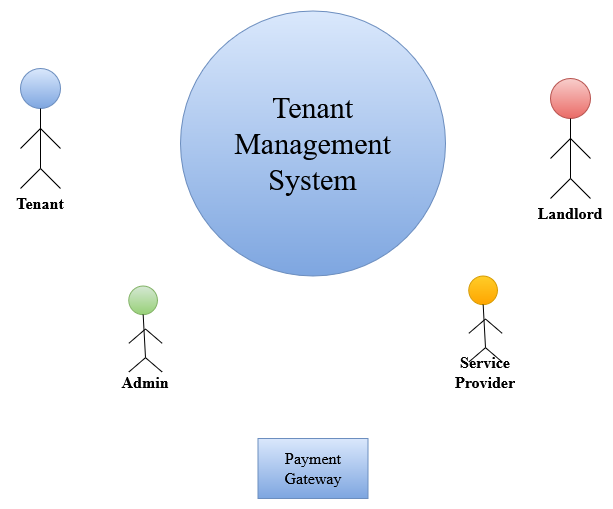 Tenant
Management
System
Tenant
Landlord
Admin
Service
Provider
Payment
Gateway